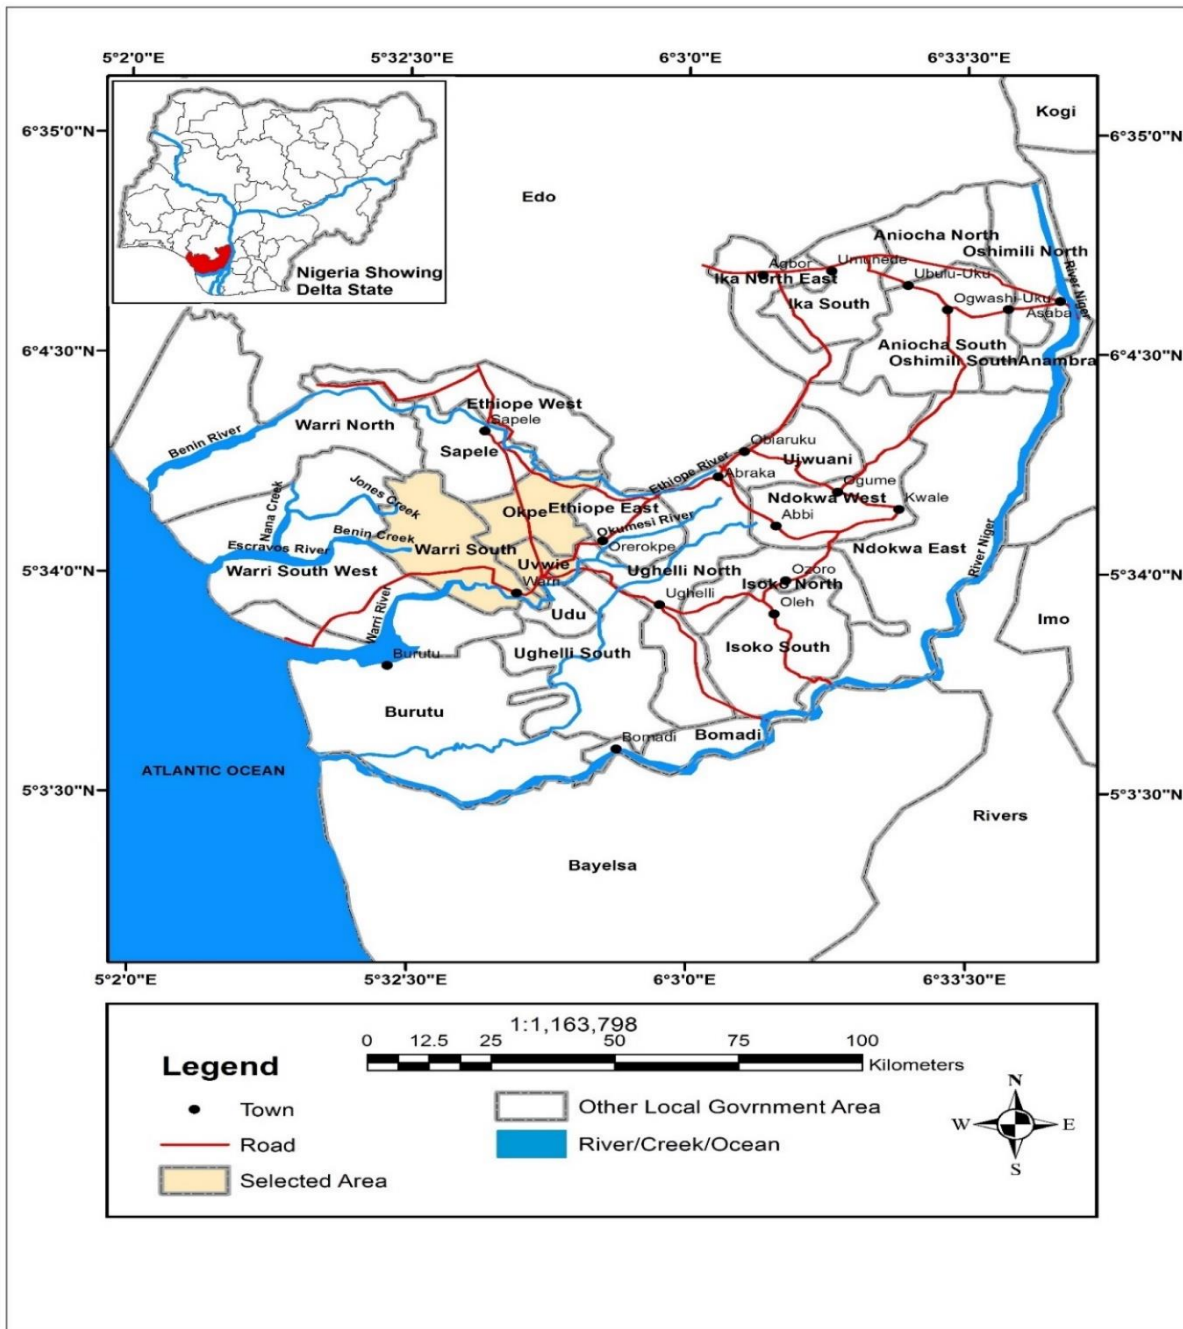 5°2'0"E 5°32'30"E 6°3'0"E 6°33'30"E
Kogi
6°35'0"N 6°35'0"N
Edo
Nigeria Showing
Delta State
Aniocha North
Oshimili North
Agbor
Umunede
Ika North East
Ubulu-Uku
River Niger
Ika South
Ogwashi-Uku
Asaba
Aniocha South
6°4'30"N 6°4'30"N
Oshimili South
Anambra
Ethiope West
Sapele
Warri North
Benin River
Sapele
Obiaruku
Ujwuani
Ethiope River
Abraka
Ogume
Jones Creek
Nana Creek
Ndokwa West
Kwale
Okpe
Ethiope East
Okumesi River
Abbi
Benin Creek
Escravos River
Warri South
Orerokpe
Ndokwa East
River Niger
Uvwie
Warri South West
Ughelli North
5°34'0"N 5°34'0"N
Warri
Ozoro
Isoko North
Ughelli
Oleh
Warri River
Udu
Imo
Burutu
Ughelli South
Isoko South
Burutu
Bomadi
Bomadi
ATLANTIC OCEAN
5°3'30"N 5°3'30"N
Rivers
Bayelsa
5°2'0"E 5°32'30"E 6°3'0"E 6°33'30"E
1:1,163,798
0 12.5 25 50 75 100
Kilometers
Legend
Town
Road
Selected Area
Other Local Govrnment Area
River/Creek/Ocean
N
W E
S